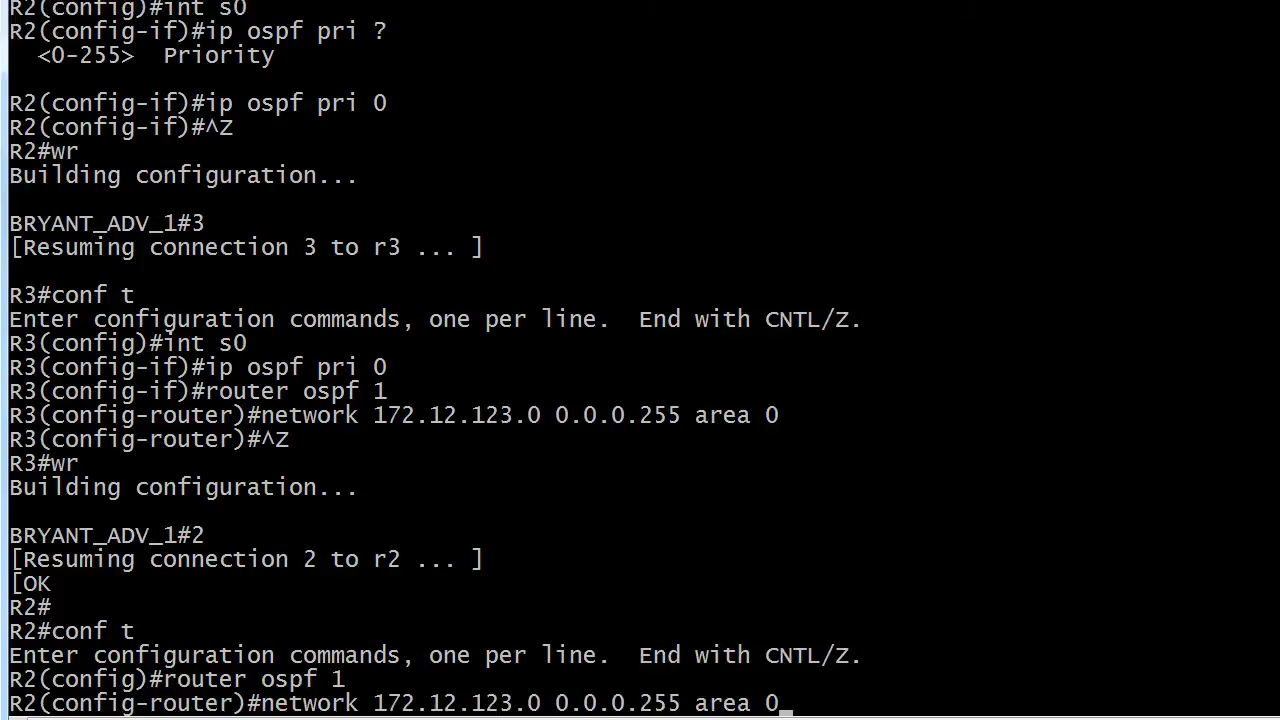 R2(config)#int s0
R2(config-if)#ip ospf pri ?
  <0-255>  Priority
R2(config-if)#ip ospf pri 0
R2(config-if)#^Z
R2#wr
Building configuration...
BRYANT_ADV_1#3
[Resuming connection 3 to r3 ... ]
R3#conf t
Enter configuration commands, one per line.  End with CNTL/Z.
R3(config)#int s0
R3(config-if)#ip ospf pri 0
R3(config-if)#router ospf 1
R3(config-router)#network 172.12.123.0 0.0.0.255 area 0
R3(config-router)#^Z
R3#wr
Building configuration...
BRYANT_ADV_1#2
[Resuming connection 2 to r2 ... ]
[OK
R2#
R2#conf t
Enter configuration commands, one per line.  End with CNTL/Z.
R2(config)#router ospf 1
R2(config-router)#network 172.12.123.0 0.0.0.255 area 0